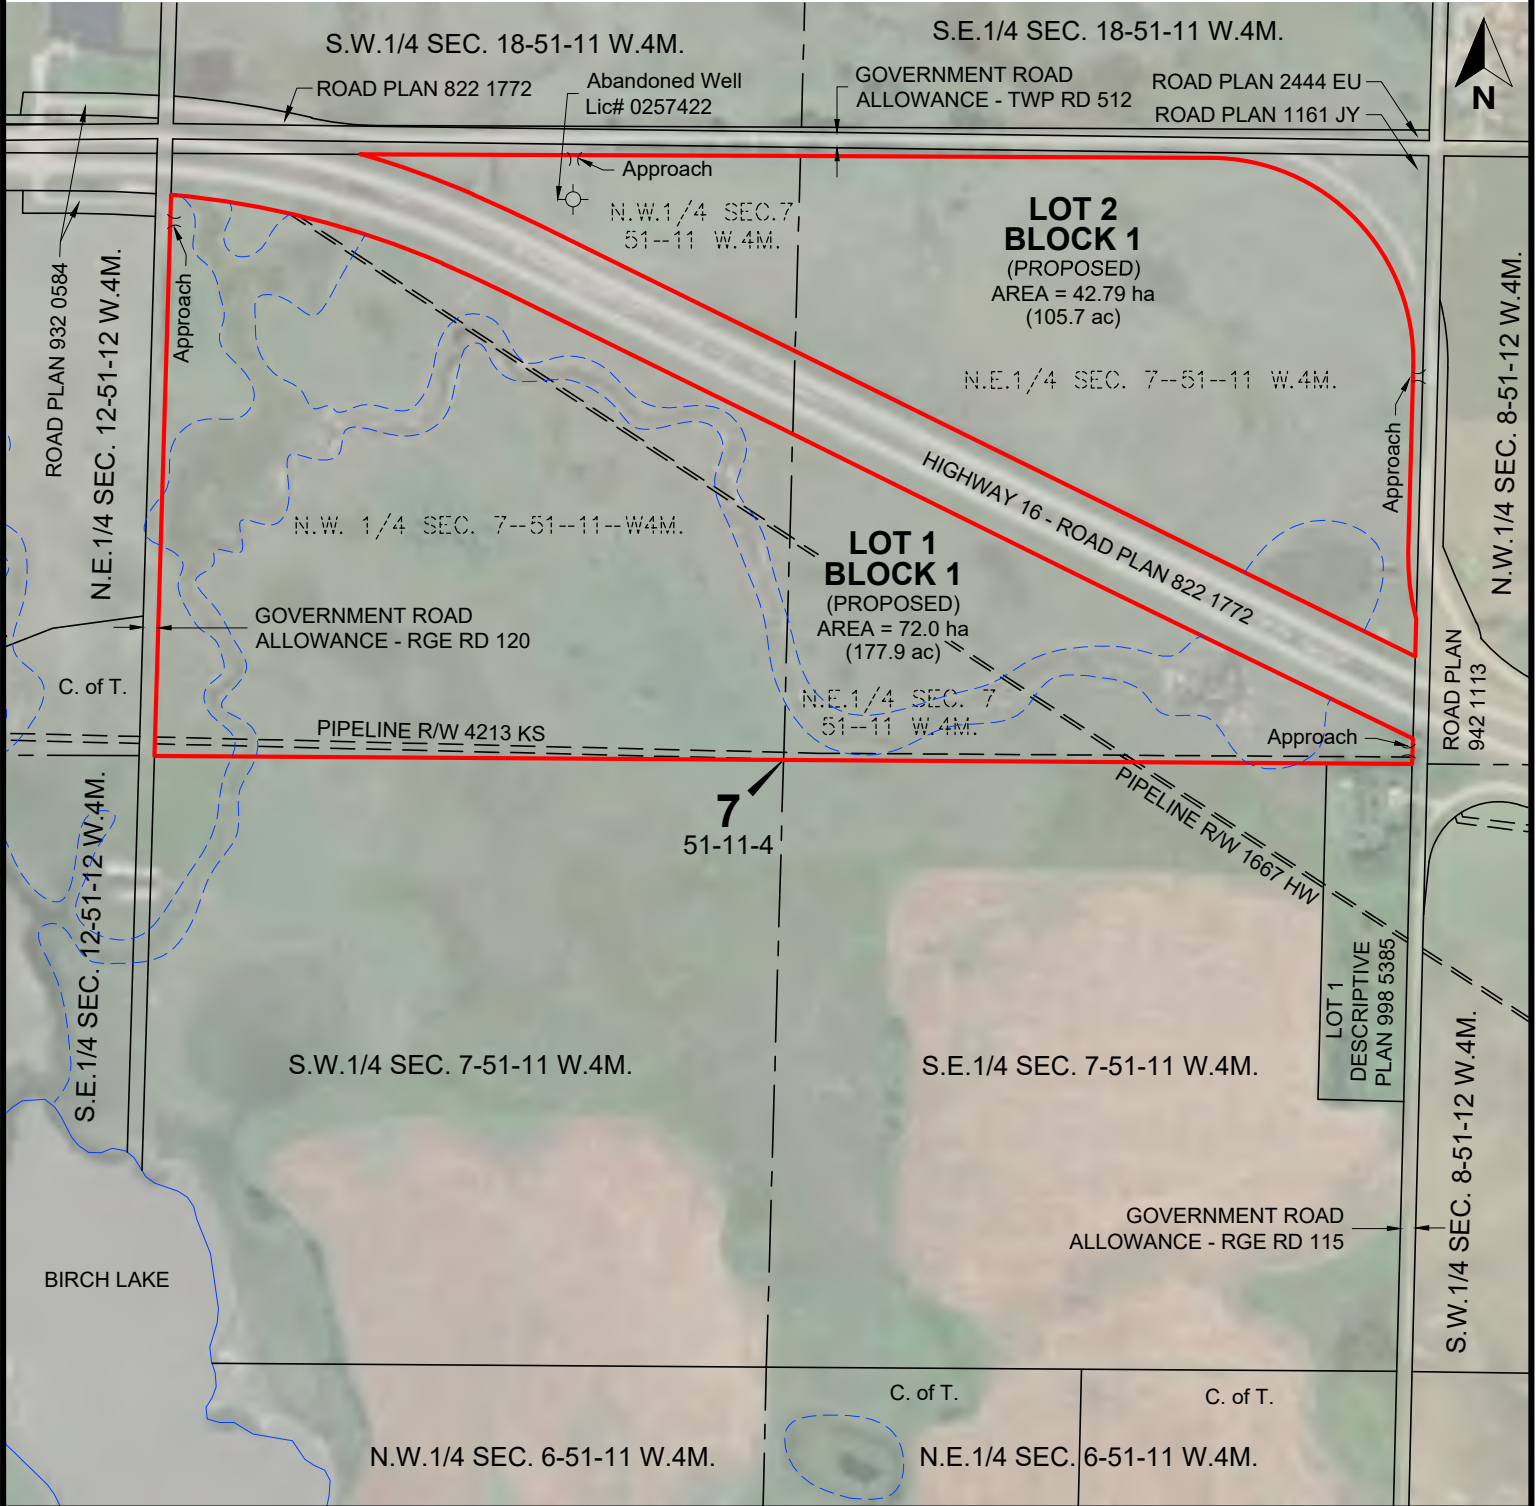 S.W.1/4 SEC. 18-51-11 W.4M.
S.E.1/4 SEC. 18-51-11 W.4M.
ROAD PLAN 822 1772
Abandoned Well
Lic# 0257422
GOVERNMENT ROAD
ALLOWANCE - TWP RD 512
ROAD PLAN 2444 EU
ROAD PLAN 1161 JY
N
Approach
N.W.1/4 SEC.7
51--11 W.4M.
LOT 2
BLOCK 1
(PROPOSED)
AREA = 42.79 ha
(105.7 ac)
N.E.1/4 SEC. 7--51--11 W.4M.
ROAD PLAN 932 0584
N.E.1/4 SEC. 12-51-12 W.4M.
Approach
Approach
N.W.1/4 SEC. 8-51-12 W.4M.
HIGHWAY 16 - ROAD PLAN 822 1772
N.W. 1/4 SEC. 7--51--11--W4M.
LOT 1
BLOCK 1
(PROPOSED)
AREA = 72.0 ha
(177.9 ac)
GOVERNMENT ROAD
ALLOWANCE - RGE RD 120
C. of T.
N.E.1/4 SEC. 7
51--11 W.4M.
PIPELINE R/W 4213 KS
Approach
ROAD PLAN
942 1113
7
51-11-4
PIPELINE R/W 1667 HW
S.E.1/4 SEC. 12-51-12 W.4M.
LOT 1
DESCRIPTIVE
PLAN 998 5385
S.W.1/4 SEC. 7-51-11 W.4M.
S.E.1/4 SEC. 7-51-11 W.4M.
S.W.1/4 SEC. 8-51-12 W.4M.
GOVERNMENT ROAD
ALLOWANCE - RGE RD 115
BIRCH LAKE
C. of T.
C. of T.
N.W.1/4 SEC. 6-51-11 W.4M.
N.E.1/4 SEC. 6-51-11 W.4M.